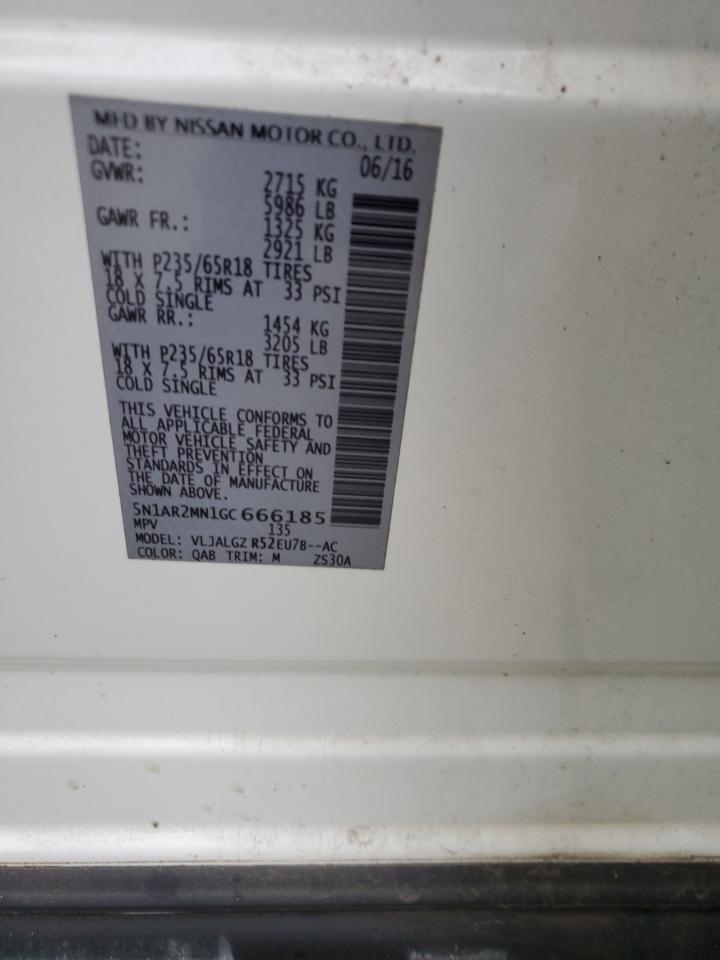 MFD BY NISSAN MOTOR CO., LTD.
DATE: 06/16
GVWR: 2715 KG
5986 LB
GAWR FR.: 1325 KG
2921 LB
WITH P235/65R18 TIRES
18 X 7.5 RIMS AT 33 PSI
COLD SINGLE
GAWR RR.: 1454 KG
3205 LB
WITH P235/65R18 TIRES
18 X 7.5 RIMS AT 33 PSI
COLD SINGLE
THIS VEHICLE CONFORMS TO
ALL APPLICABLE FEDERAL
MOTOR VEHICLE SAFETY AND
THEFT PREVENTION
STANDARDS IN EFFECT ON
THE DATE OF MANUFACTURE
SHOWN ABOVE.
5N1AR2MN1GC666185
MPV 135
MODEL: VLJALGZ R52EU7B--AC
COLOR: QAB TRIM: M ZS30A